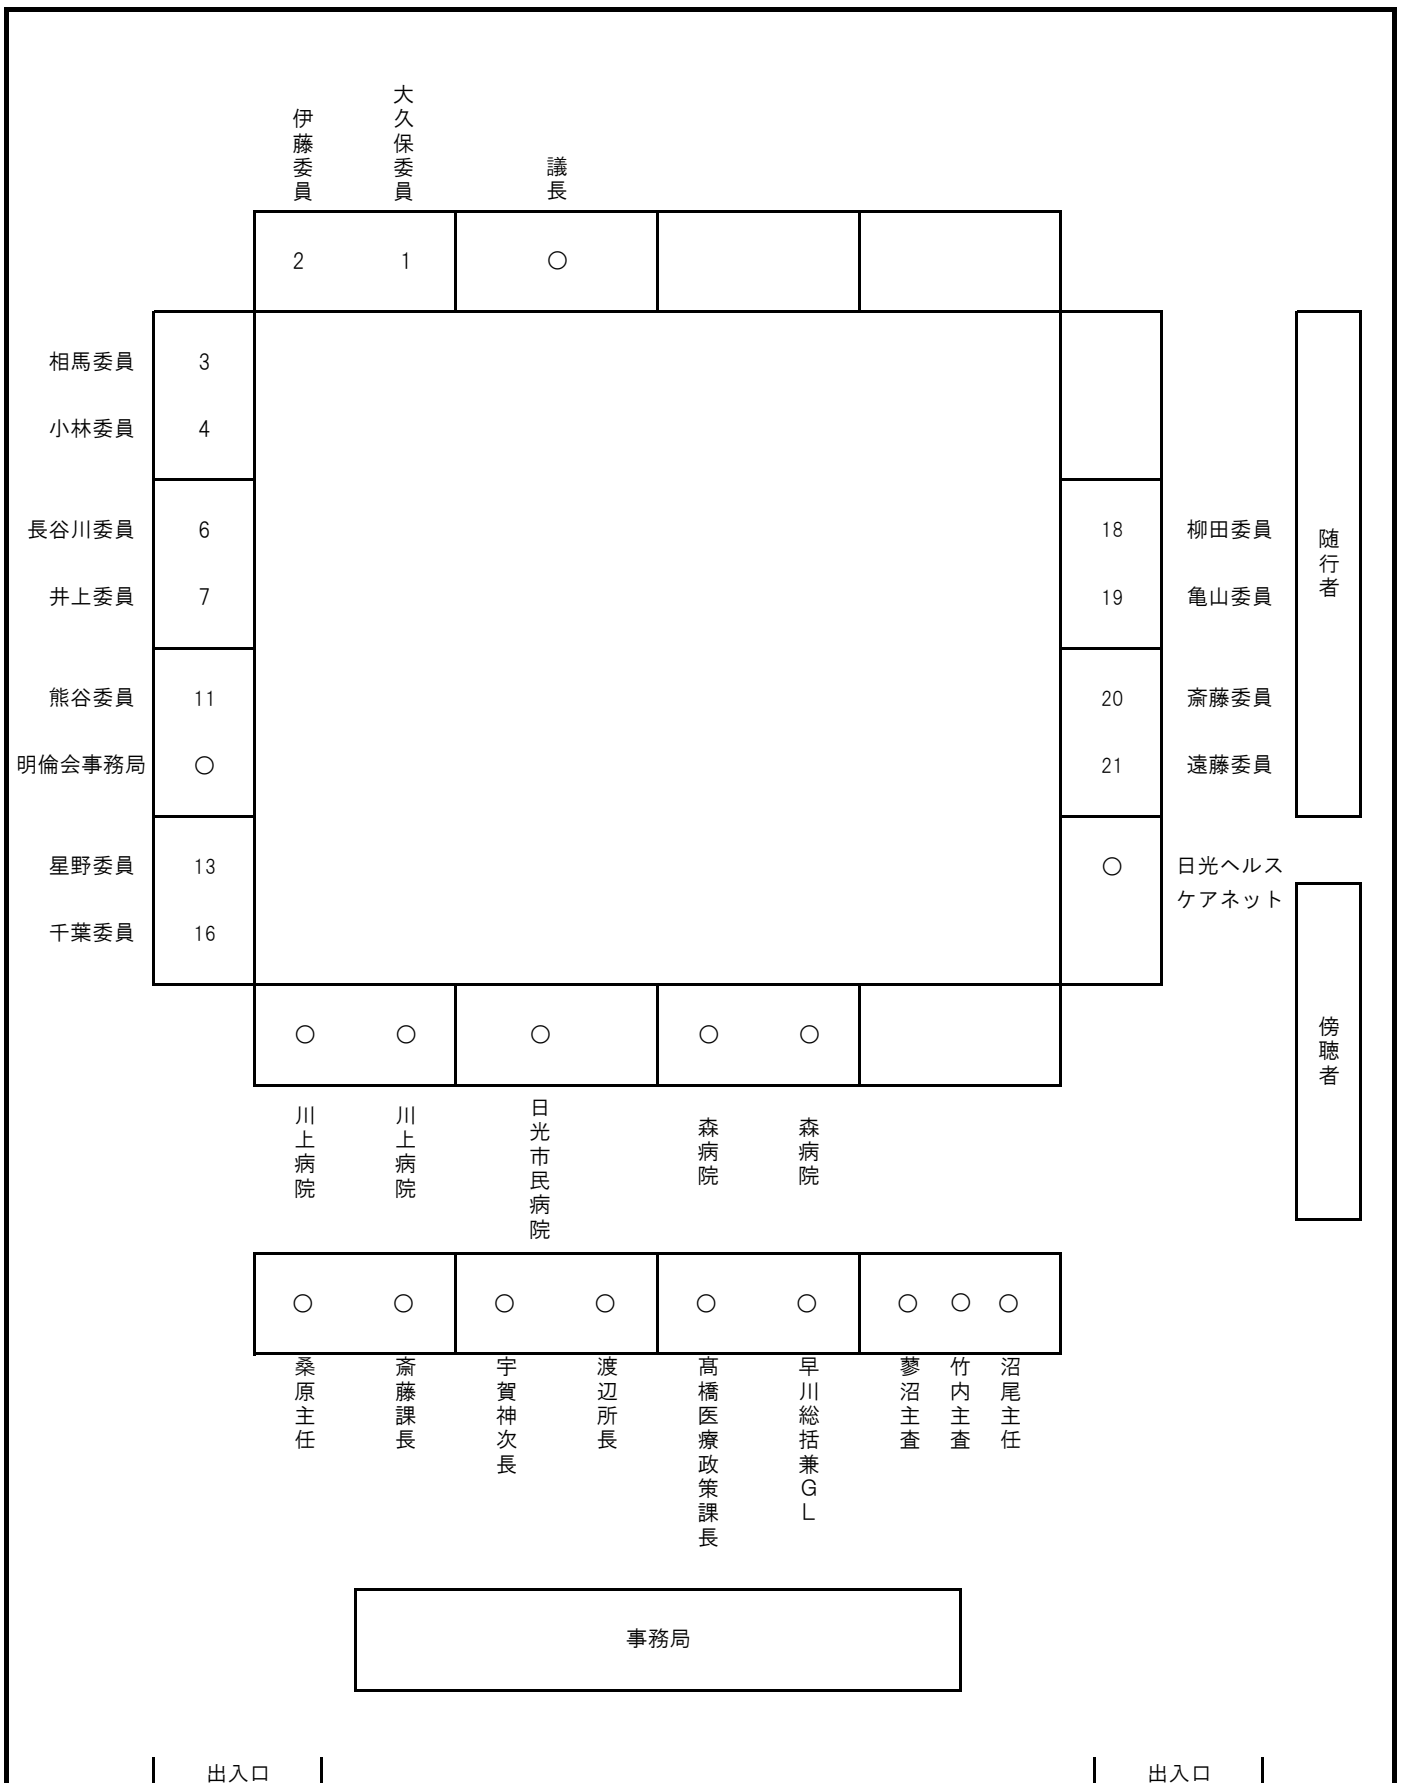 伊藤委員
大久保委員
議長
2
1
○
相馬委員
3
小林委員
4
長谷川委員
6
18
柳田委員
井上委員
7
19
亀山委員
随行者
熊谷委員
11
20
斎藤委員
明倫会事務局
○
21
遠藤委員
星野委員
13
○
日光ヘルス
ケアネット
千葉委員
16
傍聴者
○
○
○
○
○
川上病院
川上病院
日光市民病院
森病院
森病院
○
○
○
○
○
○
○
○
○
桑原主任
斎藤課長
宇賀神次長
渡辺所長
髙橋医療政策課長
早川総括兼GL
蓼沼主査
竹内主査
沼尾主任
事務局
出入口
出入口